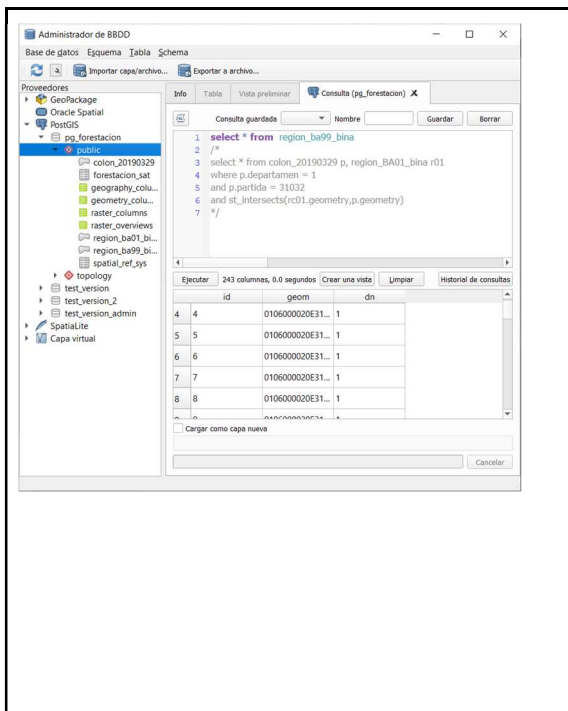 Administrador de BBDD
Base de datos Esquema Tabla Schema
Importar capa/archivo... Exportar a archivo...
Proveedores
GeoPackage
Oracle Spatial
PostGIS
pg_forestacion
public
colon_20190329
forestacion_sat
geography_colu...
geometry_colu...
raster_columns
raster_overviews
region_ba01_bi...
region_ba99_bi...
spatial_ref_sys
topology
test_version
test_version_2
test_version_admin
SpatiaLite
Capa virtual
Info Tabla Vista preliminar Consulta (pg_forestacion)
Consulta guardada Nombre Guardar Borrar
1 select * from region_ba99_bina
2 /*
3 select * from colon_20190329 p, region_BA01_bina r01
4 where p.departamen = 1
5 and p.partida = 31032
6 and st_intersects(rc01.geometry,p.geometry)
7 */
Ejecutar 243 columnas, 0.0 segundos Crear una vista Limpiar Historial de consultas
id geom dn
4 4 0106000020E31... 1
5 5 0106000020E31... 1
6 6 0106000020E31... 1
7 7 0106000020E31... 1
8 8 0106000020E31... 1
Cargar como capa nueva
Cancelar